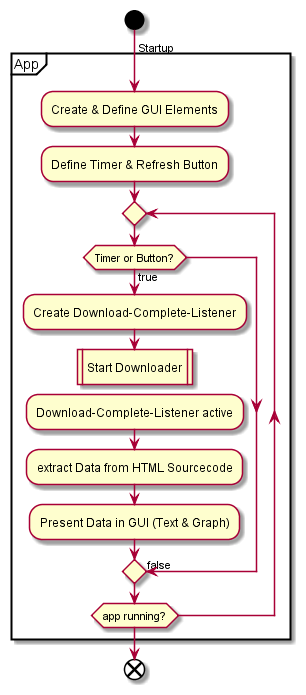 Startup
App
Create & Define GUI Elements
Define Timer & Refresh Button
Timer or Button?
true
Create Download-Complete-Listener
Start Downloader
Download-Complete-Listener active
extract Data from HTML Sourcecode
Present Data in GUI (Text & Graph)
false
app running?